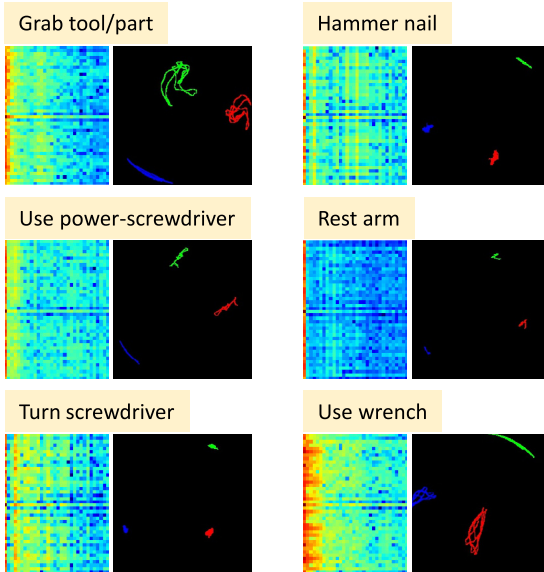 Grab tool/part
Hammer nail
Use power-screwdriver
Rest arm
Turn screwdriver
Use wrench